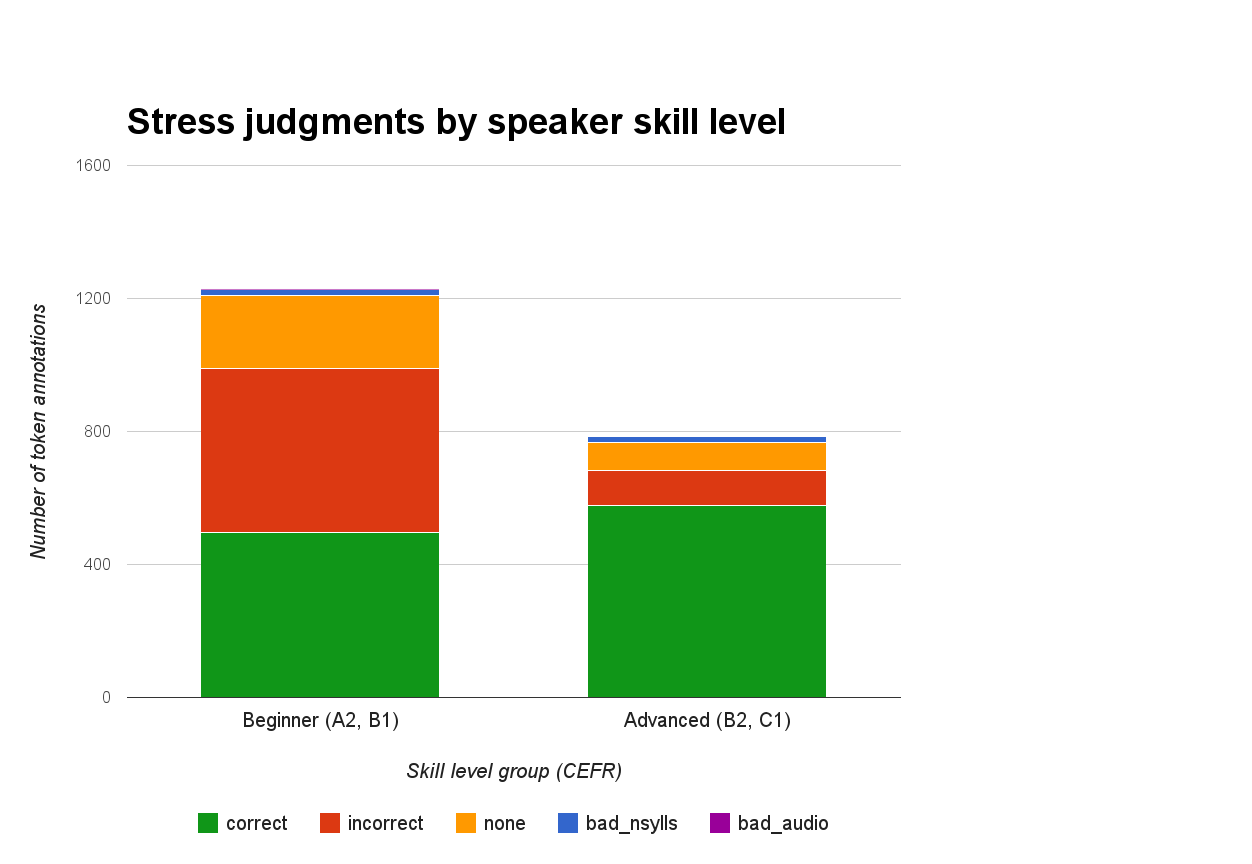 Stress judgments by speaker skill level
1600
1200
800
400
0
Number of token annotations
Beginner (A2, B1)
Advanced (B2, C1)
Skill level group (CEFR)
correct
incorrect
none
bad_nsylls
bad_audio